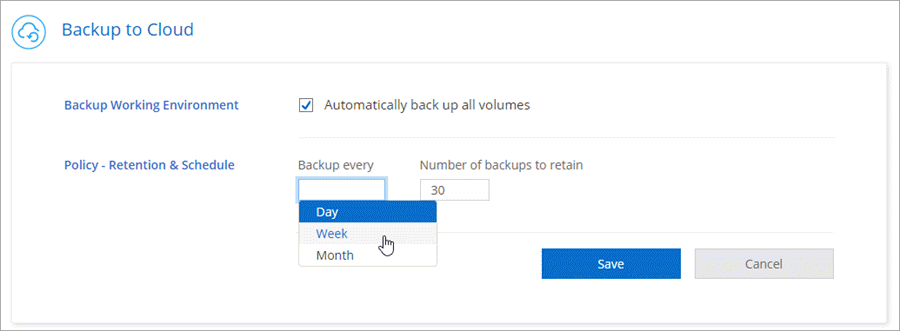 Backup to Cloud
Backup Working Environment
Automatically back up all volumes
Policy - Retention & Schedule
Backup every
Number of backups to retain
30
Day
Week
Month
Save
Cancel